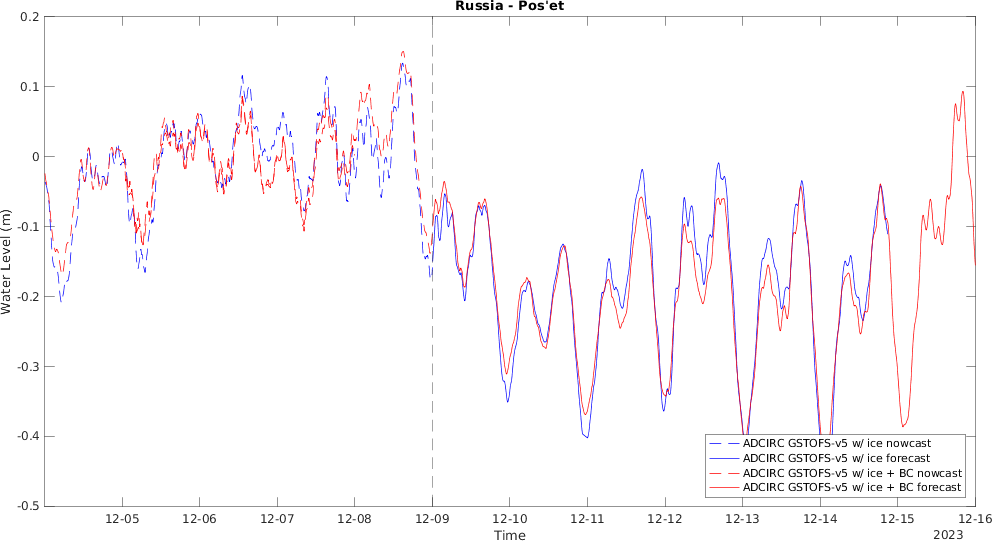 Russia - Pos'et
Water Level (m)
0.2
0.1
0
-0.1
-0.2
-0.3
-0.4
-0.5
ADCIRC GSTOFS-v5 w/ ice nowcast
ADCIRC GSTOFS-v5 w/ ice forecast
ADCIRC GSTOFS-v5 w/ ice + BC nowcast
ADCIRC GSTOFS-v5 w/ ice + BC forecast
12-05 12-06 12-07 12-08 12-09 12-10 12-11 12-12 12-13 12-14 12-15 12-16
Time
2023